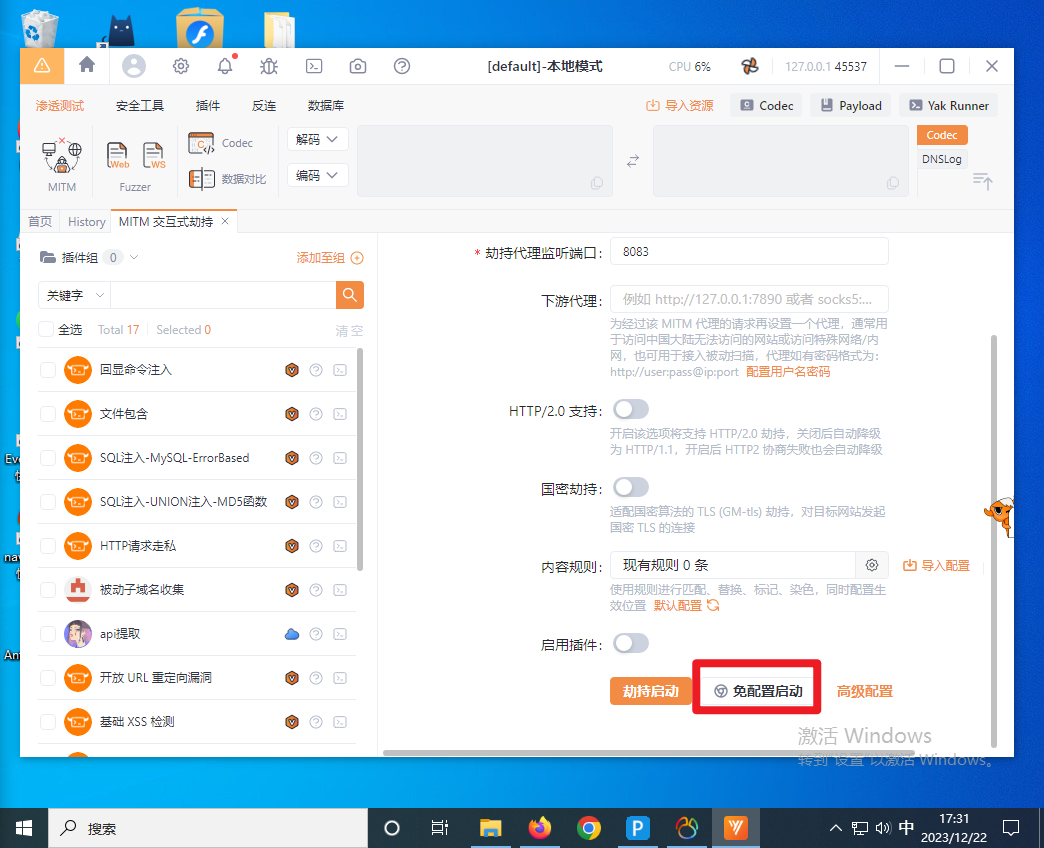 [default]-本地模式
CPU 6%
127.0.0.1 45537
渗透测试
安全工具
插件
反连
数据库
导入资源
Codec
Payload
Yak Runner
MITM
Web
WS
Fuzzer
Codec
数据对比
解码
编码
Codec
DNSLog
首页
History
MITM 交互式劫持
插件组 0
添加至组
关键字
全选 Total 17 Selected 0
清空
回显命令注入
文件包含
SQL注入-MySQL-ErrorBased
SQL注入-UNION注入-MD5函数
HTTP请求走私
被动子域名收集
api提取
开放 URL 重定向漏洞
基础 XSS 检测
* 劫持代理监听端口:
8083
下游代理:
例如 http://127.0.0.1:7890 或者 socks5:...
为经过该 MITM 代理的请求再设置一个代理，通常用
于访问中国大陆无法访问的网站或访问特殊网络/内
网，也可用于接入被动扫描，代理如有密码格式为:
http://user:pass@ip:port 配置用户名密码
HTTP/2.0 支持:
开启该选项将支持 HTTP/2.0 劫持，关闭后自动降级
为 HTTP/1.1，开启后 HTTP2 协商失败也会自动降级
国密劫持:
适配国密算法的 TLS (GM-tls) 劫持，对目标网站发起
国密 TLS 的连接
内容规则:
现有规则 0 条
导入配置
使用规则进行匹配、替换、标记、染色，同时配置生
效位置 默认配置
启用插件:
劫持启动
免配置启动
高级配置
激活 Windows
转到"设置"以激活 Windows。
搜索
中
17:31
2023/12/22